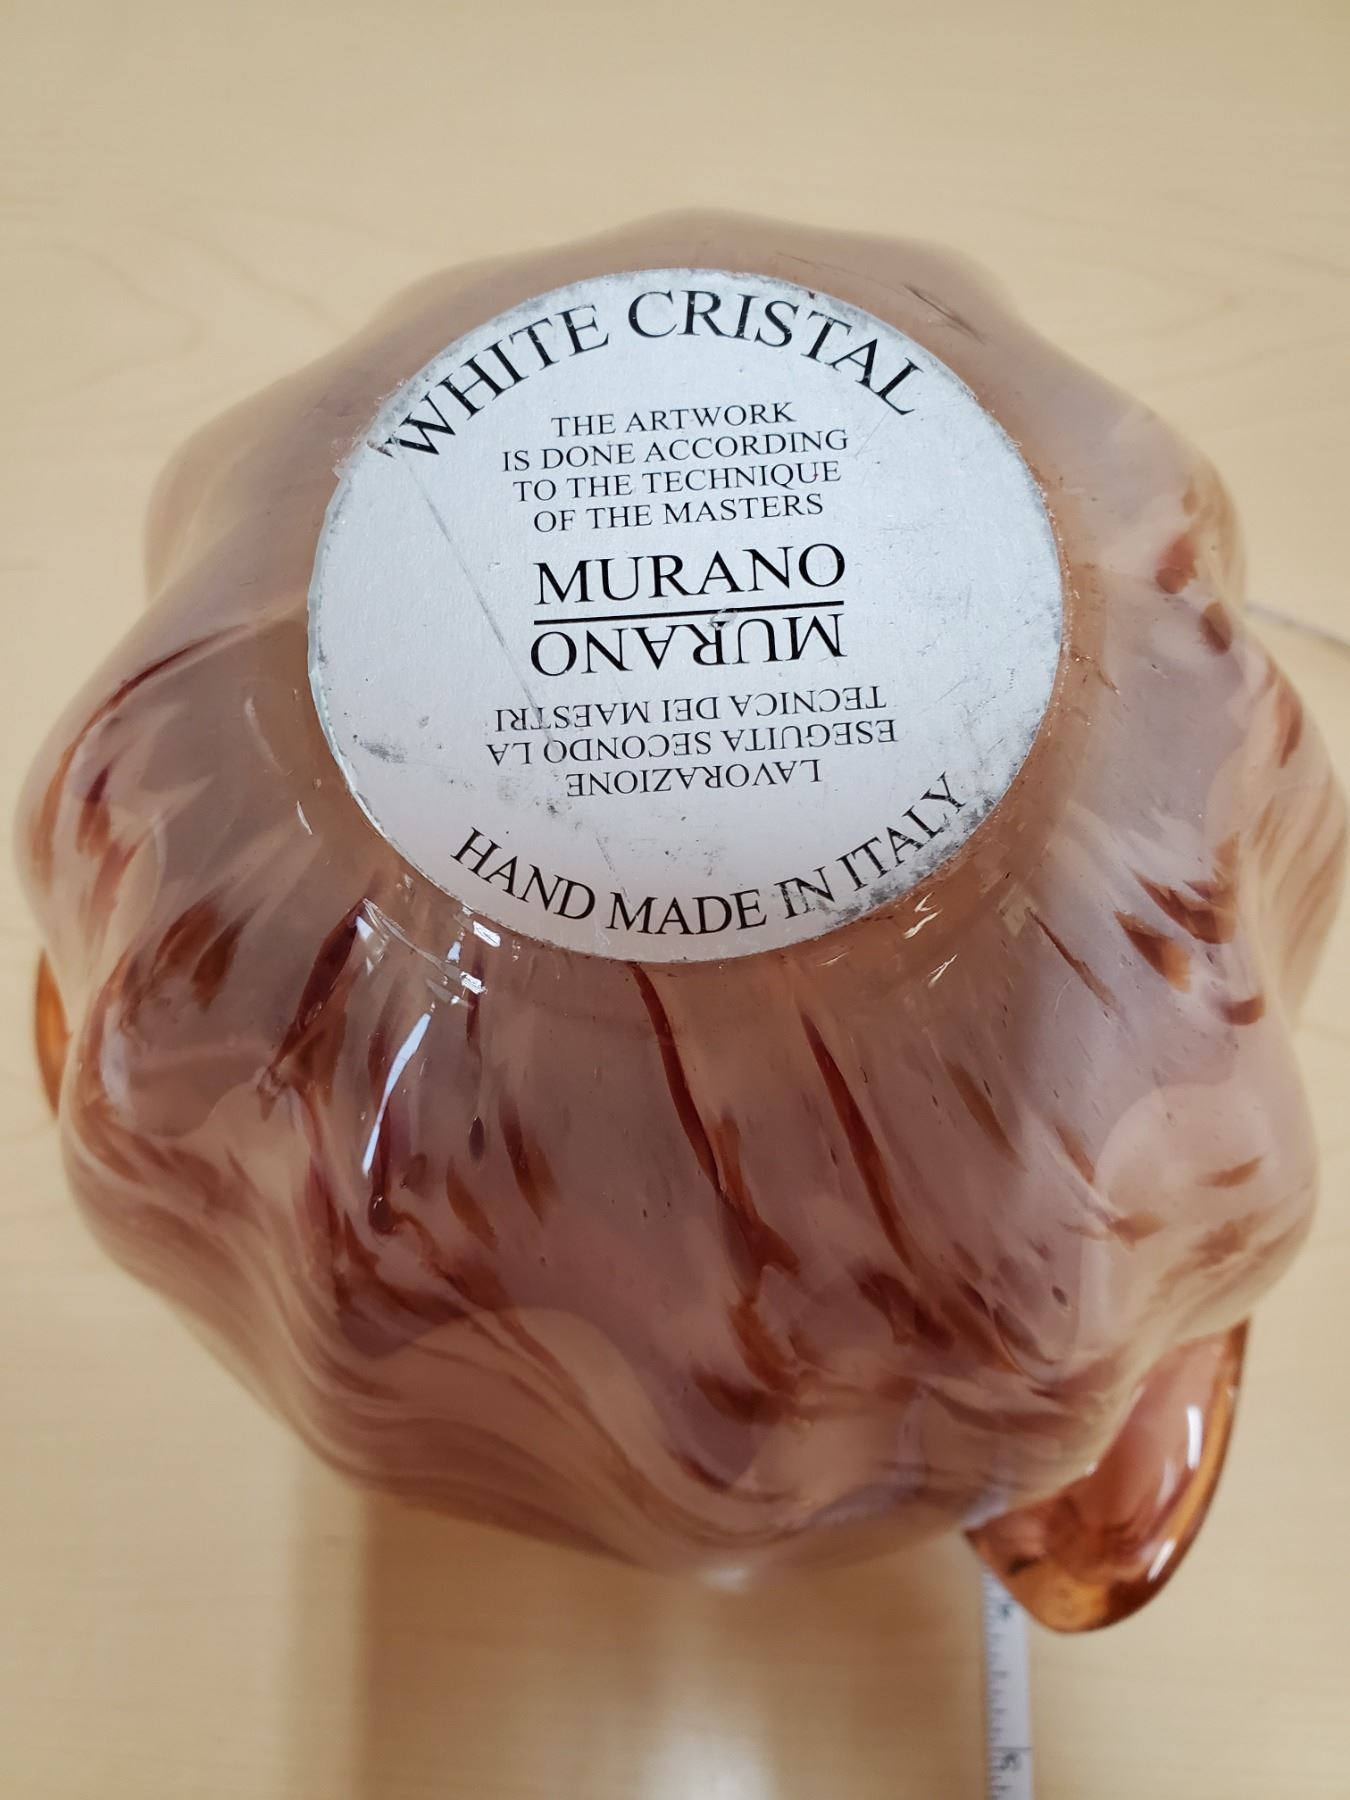 WHITE CRISTAL
THE ARTWORK
IS DONE ACCORDING
TO THE TECHNIQUE
OF THE MASTERS
MURANO
MURANO
LAVORAZIONE
ESEGUITA SECONDO LA
TECNICA DEI MAESTRI
HAND MADE IN ITALY
5